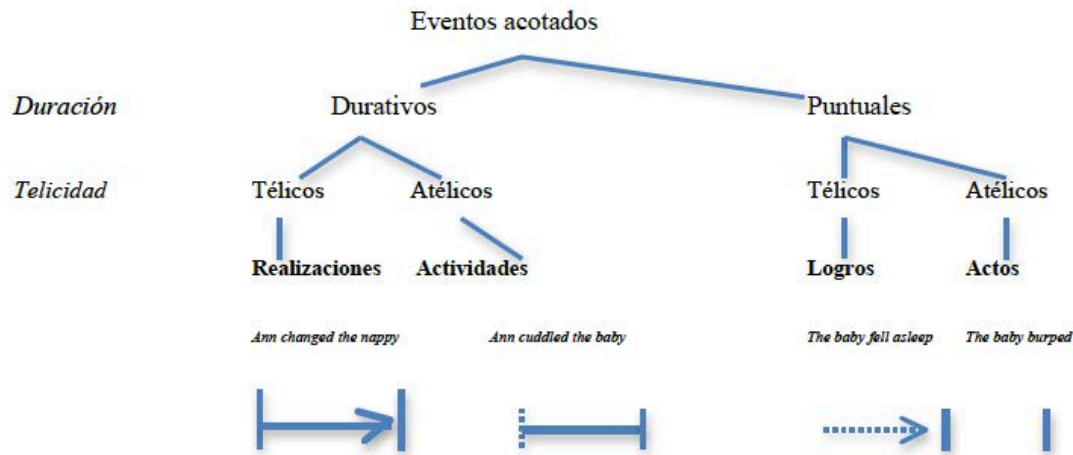 Eventos acotados
Duración Durativos Puntuales
Telicidad Télicos Atélicos Télicos Atélicos
Realizaciones Actividades Logros Actos
Ann changed the nappy Ann cuddled the baby The baby fell asleep The baby burped